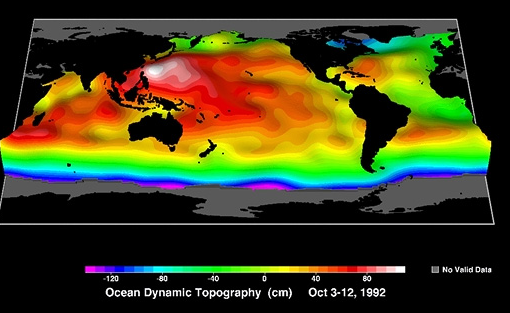 -120 -80 -40 0 40 80 No Valid Data
Ocean Dynamic Topography (cm) Oct 3-12, 1992